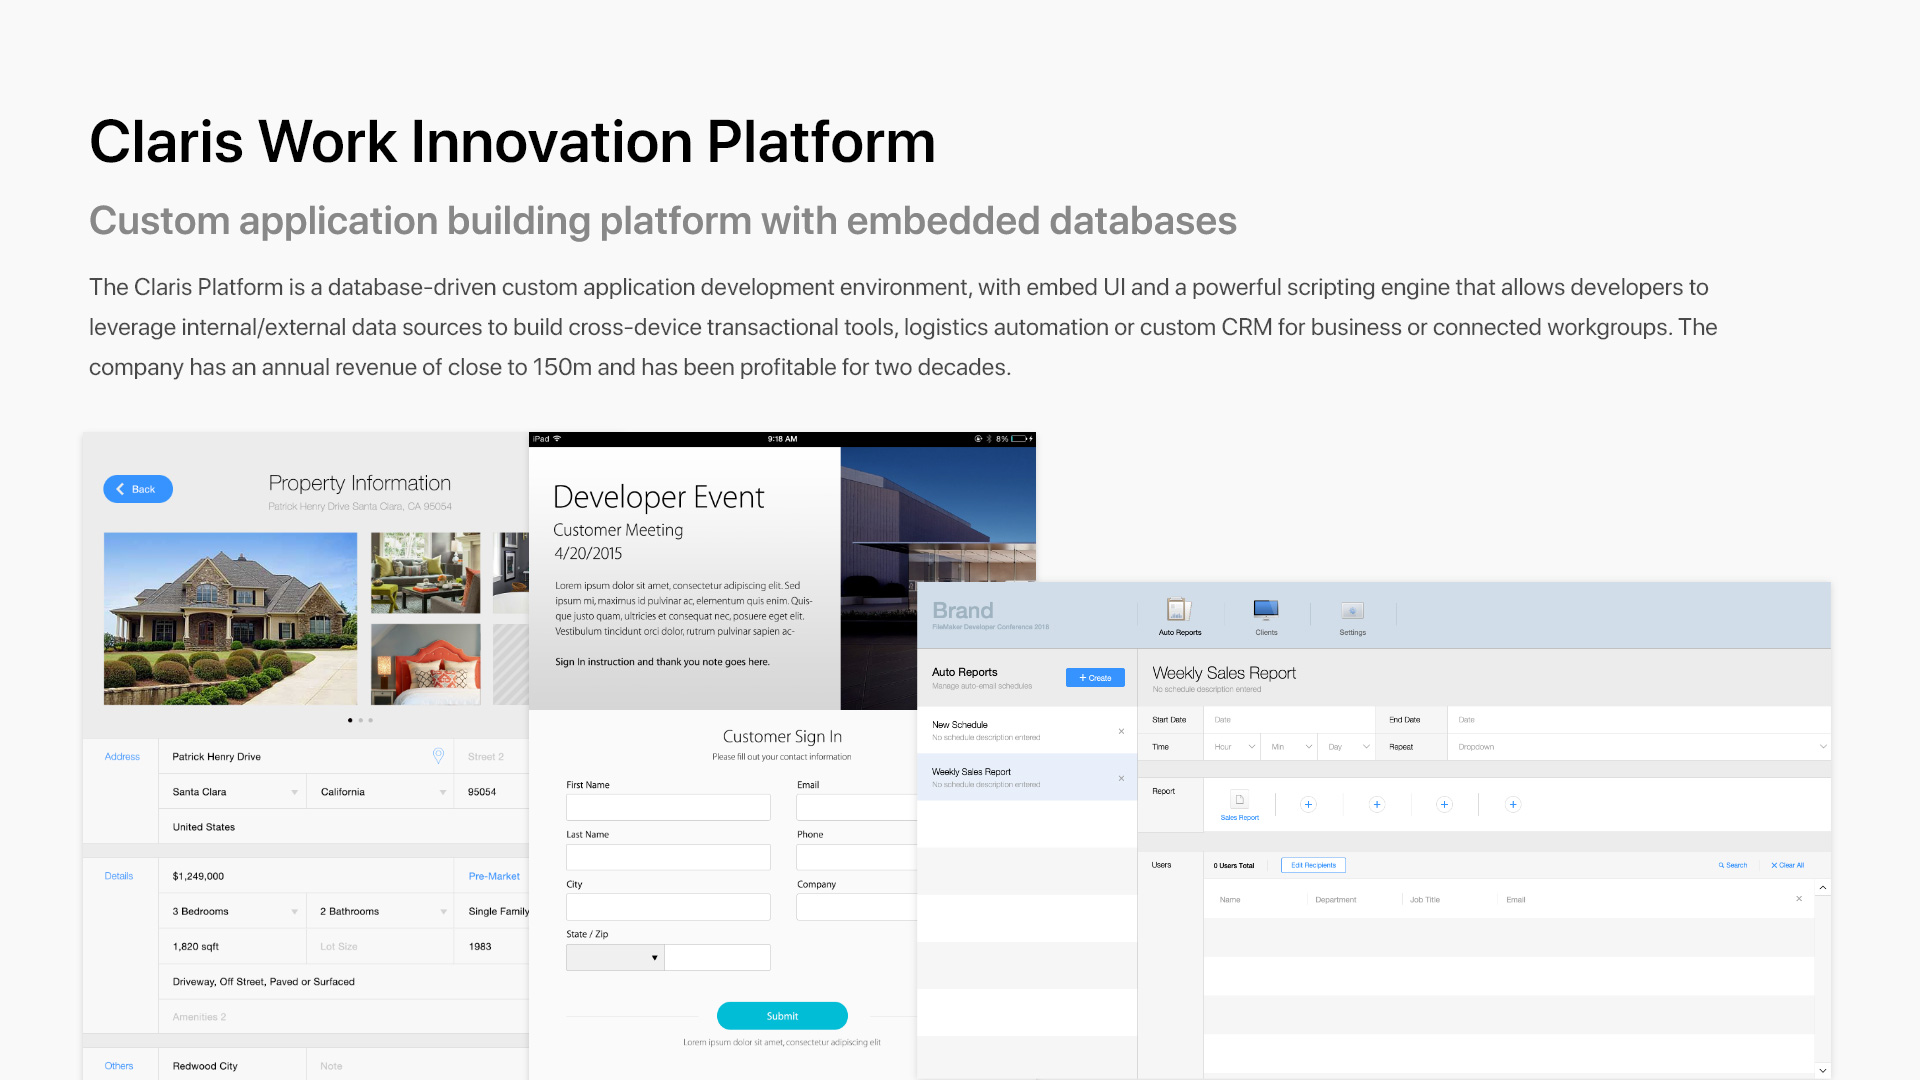 Claris Work Innovation Platform
Custom application building platform with embedded databases
The Claris Platform is a database-driven custom application development environment, with embed UI and a powerful scripting engine that allows developers to
leverage internal/external data sources to build cross-device transactional tools, logistics automation or custom CRM for business or connected workgroups. The
company has an annual revenue of close to 150m and has been profitable for two decades.
Back
Property Information
Patrick Henry Drive Santa Clara, CA 95054
Address
Patrick Henry Drive
Street 2
Santa Clara
California
95054
United States
Details
$1,249,000
Pre-Market
3 Bedrooms
2 Bathrooms
Single Family
1,820 sqft
Lot Size
1983
Driveway, Off Street, Paved or Surfaced
Amenities 2
Others
Redwood City
Note
iPad
9:18 AM
8%
Developer Event
Customer Meeting
4/20/2015
Lorem ipsum dolor sit amet, consectetur adipiscing elit. Sed
ipsum mi, maximus id pulvinar ac, elementum quis enim. Quis-
que justo quam, ultricies et consequat nec, posuere eget elit.
Vestibulum tincidunt orci dolor, rutrum pulvinar sapien ac-
Sign In instruction and thank you note goes here.
Customer Sign In
Please fill out your contact information
First Name
Email
Last Name
Phone
City
Company
State / Zip
Submit
Lorem ipsum dolor sit amet, consectetur adipiscing elit
Brand
FileMaker Developer Conference 2016
Auto Reports
Clients
Settings
Auto Reports
Manage auto-email schedules
+ Create
New Schedule
No schedule description entered
Weekly Sales Report
No schedule description entered
Weekly Sales Report
No schedule description entered
Start Date
Date
End Date
Date
Time
Hour
Min
Day
Repeat
Dropdown
Report
Sales Report
Users
0 Users Total
Edit Recipients
Search
Clear All
Name
Department
Job Title
Email